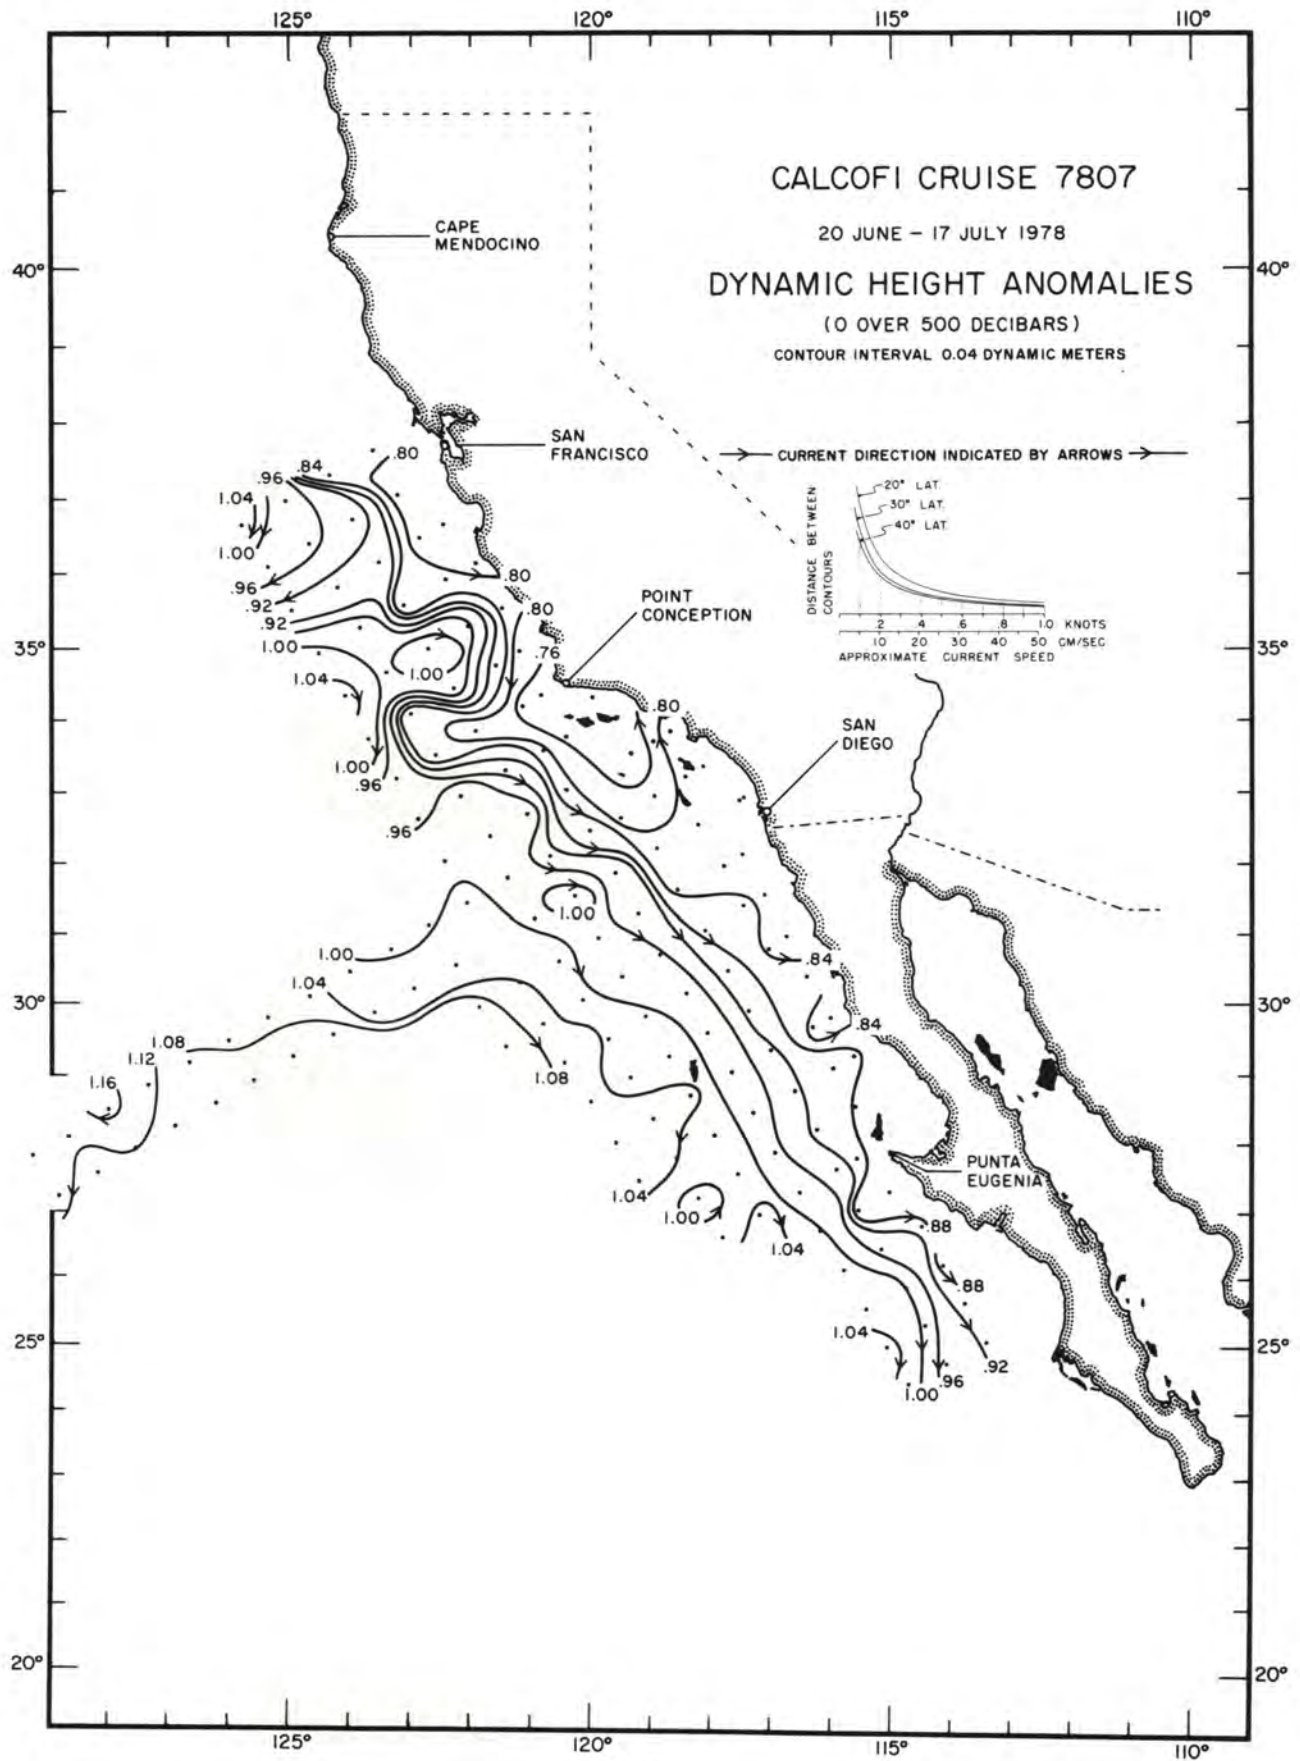 125°
120°
115°
110°
CALCOFI CRUISE 7807
20 JUNE – 17 JULY 1978
DYNAMIC HEIGHT ANOMALIES
(0 OVER 500 DECIBARS)
CONTOUR INTERVAL 0.04 DYNAMIC METERS
CAPE
MENDOCINO
40°
40°
SAN
FRANCISCO
CURRENT DIRECTION INDICATED BY ARROWS
DISTANCE BETWEEN
CONTOURS
20° LAT.
30° LAT.
40° LAT.
.2 .4 .6 .8 1.0 KNOTS
10 20 30 40 50 CM/SEC
APPROXIMATE CURRENT SPEED
.80
.84
.96
1.04
1.00
.96
.92
.92
.80
.80
POINT
CONCEPTION
35°
35°
1.00
.76
1.00
1.04
.80
SAN
DIEGO
1.00
.96
.96
1.00
1.00
.84
1.04
30°
30°
.84
1.08
1.12
1.16
1.08
PUNTA
EUGENIA
1.04
1.00
1.04
.88
.88
25°
25°
1.04
.92
.96
1.00
20°
20°
125°
120°
115°
110°